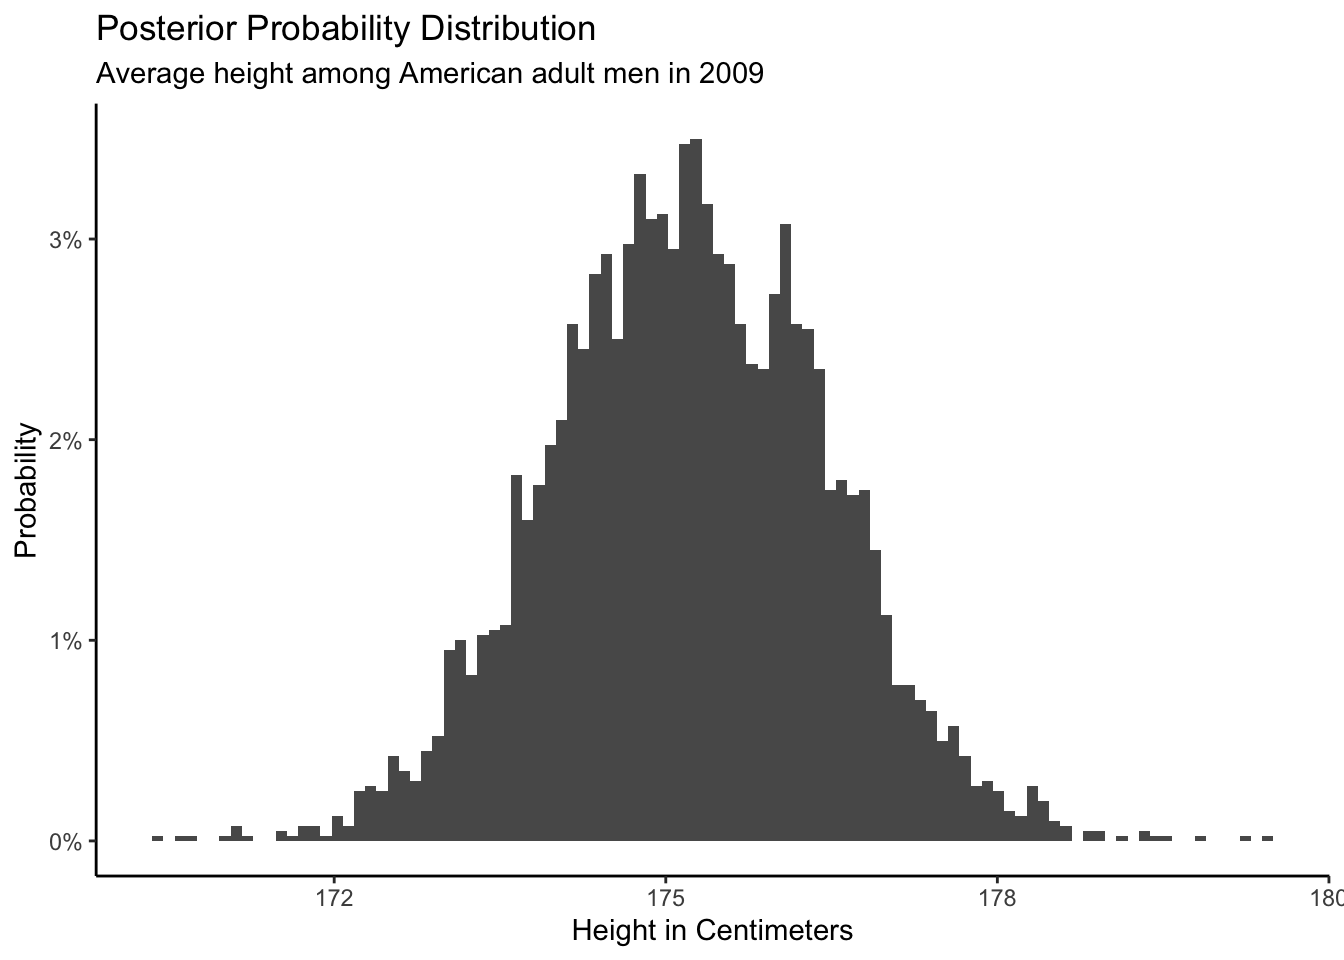 Posterior Probability Distribution
Average height among American adult men in 2009
Probability
3%
2%
1%
0%
172 175 178 180
Height in Centimeters